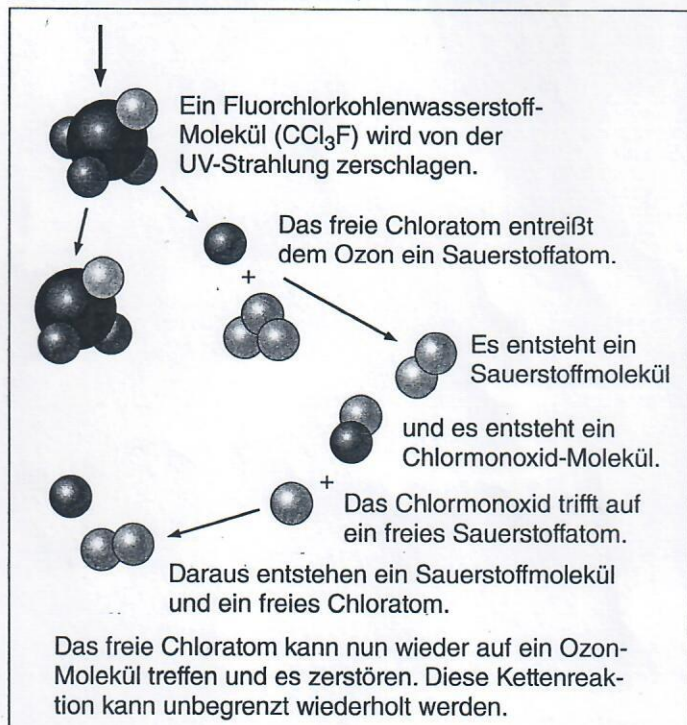 Ein Fluorchlorkohlenwasserstoff-
Molekül (CCl₃F) wird von der
UV-Strahlung zerschlagen.
Das freie Chloratom entreißt
dem Ozon ein Sauerstoffatom.
+
Es entsteht ein
Sauerstoffmolekül
und es entsteht ein
Chlormonoxid-Molekül.
+
Das Chlormonoxid trifft auf
ein freies Sauerstoffatom.
Daraus entstehen ein Sauerstoffmolekül
und ein freies Chloratom.
Das freie Chloratom kann nun wieder auf ein Ozon-
Molekül treffen und es zerstören. Diese Kettenreak-
tion kann unbegrenzt wiederholt werden.